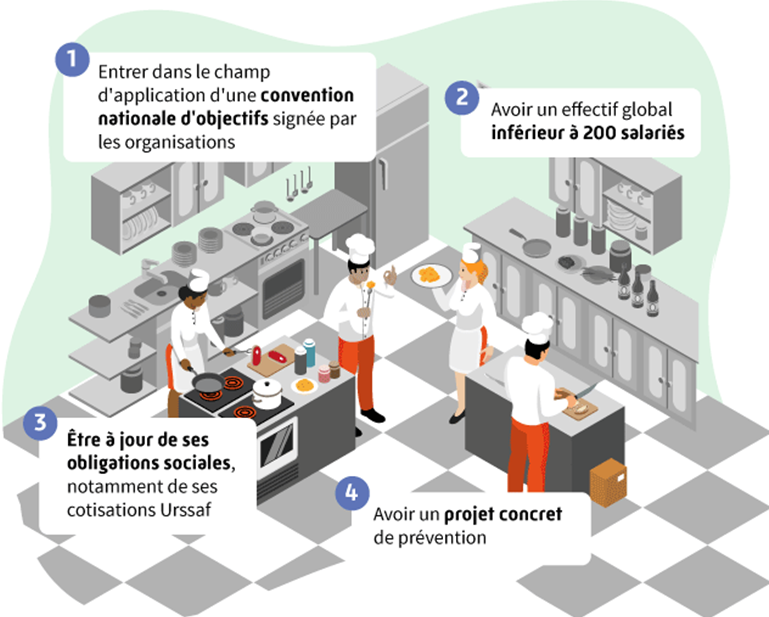 1
Entrer dans le champ
d'application d'une convention
nationale d'objectifs signée par
les organisations
2
Avoir un effectif global
inférieur à 200 salariés
3
Être à jour de ses
obligations sociales,
notamment de ses
cotisations Urssaf
4
Avoir un projet concret
de prévention